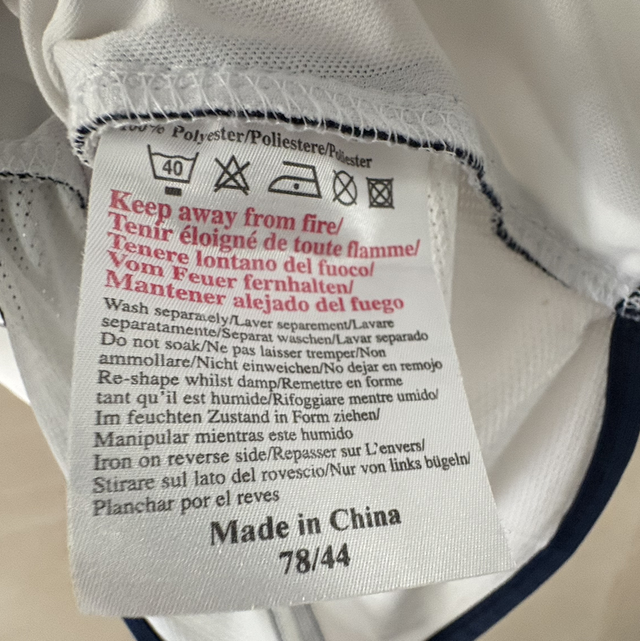 100% Polyester/Poliestere/Poliester
40
Keep away from fire/
Tenir éloigné de toute flamme/
Tenere lontano del fuoco/
Vom Feuer fernhalten/
Mantener alejado del fuego
Wash separately/Laver separement/Lavare
separatamente/Separat waschen/Lavar separado
Do not soak/Ne pas laisser tremper/Non
ammollare/Nicht einweichen/No dejar en remojo
Re-shape whilst damp/Remettre en forme
tant qu'il est humide/Rifoggiare mentre umido/
Im feuchten Zustand in Form ziehen/
Manipular mientras este humido
Iron on reverse side/Repasser sur L'envers/
Stirare sul lato del rovescio/Nur von links bügeln/
Planchar por el reves
Made in China
78/44